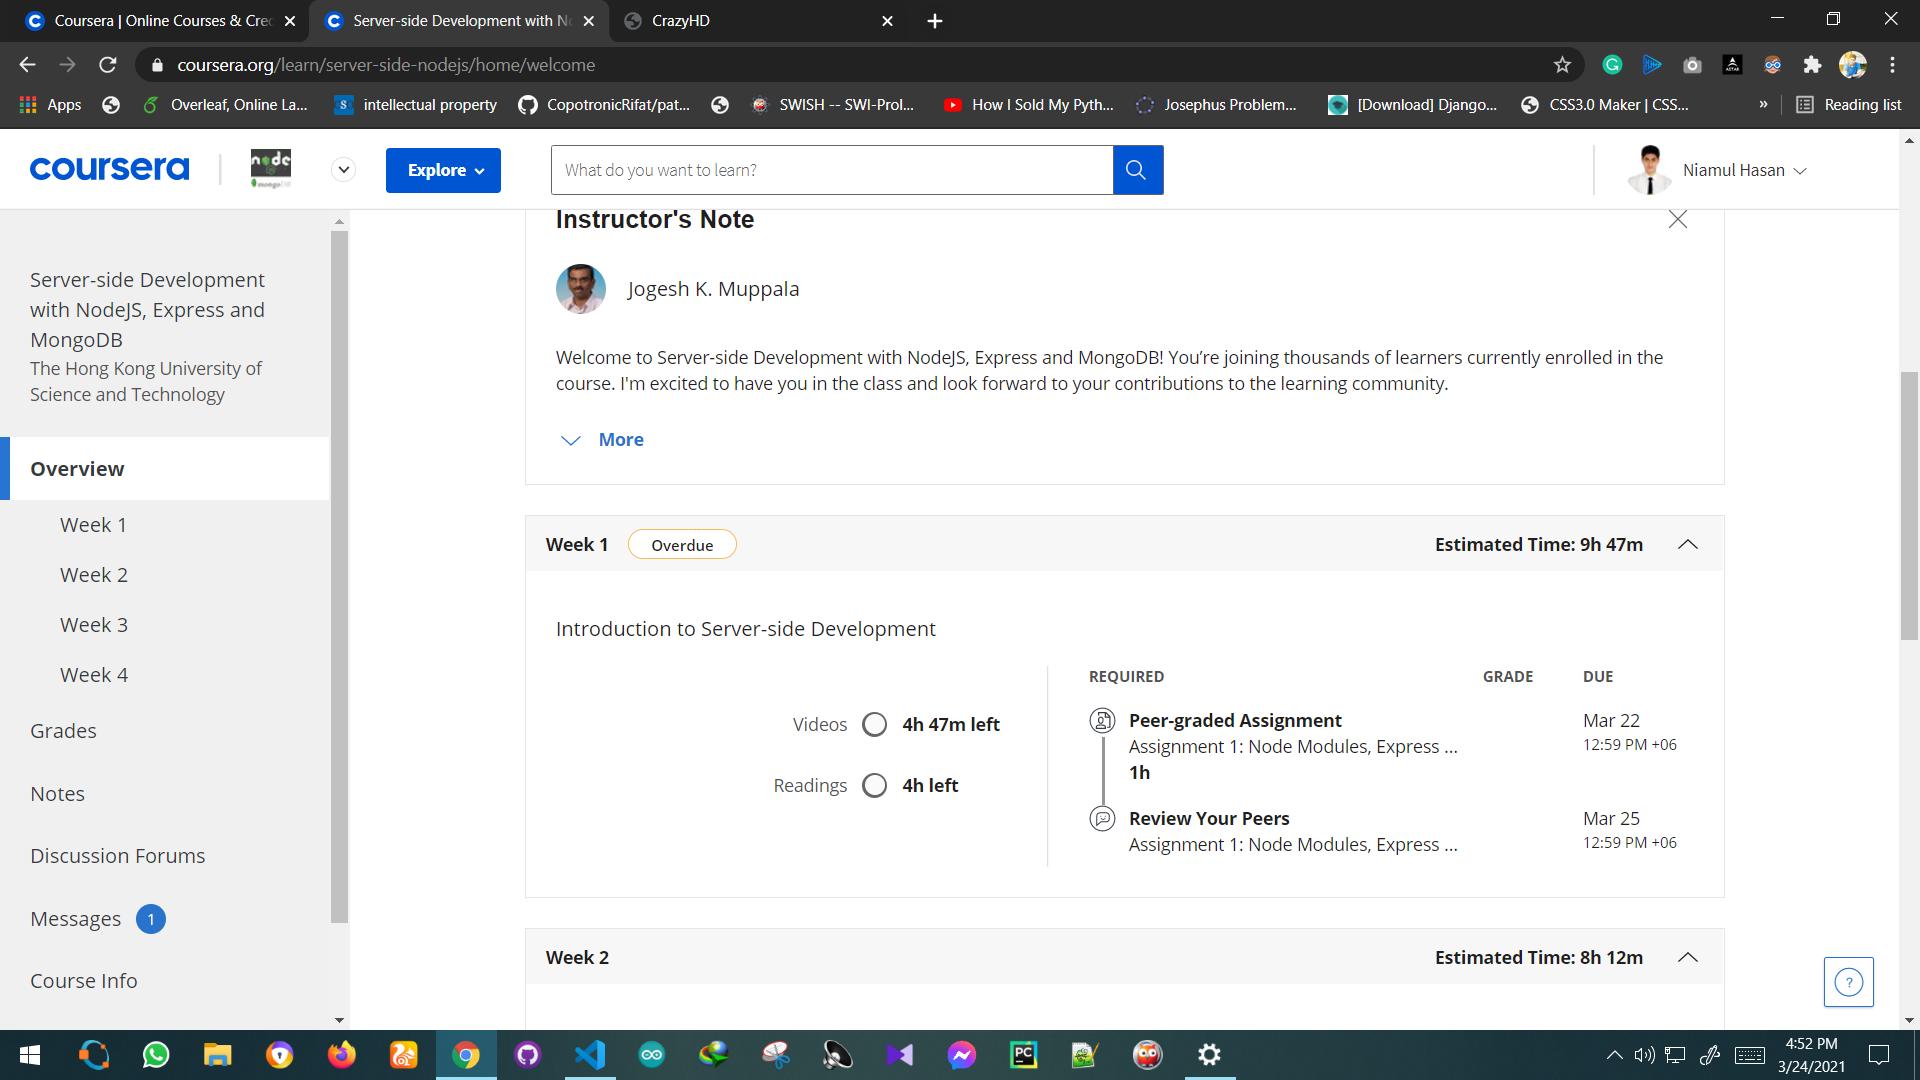 Coursera | Online Courses & Cre
Server-side Development with N
CrazyHD
coursera.org/learn/server-side-nodejs/home/welcome
Apps
Overleaf, Online La...
intellectual property
CopotronicRifat/pat...
SWISH -- SWI-Prol...
How I Sold My Pyth...
Josephus Problem...
[Download] Django...
CSS3.0 Maker | CSS...
»
Reading list
coursera
node
mongoDB
Explore
What do you want to learn?
Niamul Hasan
Server-side Development
with NodeJS, Express and
MongoDB
The Hong Kong University of
Science and Technology
Overview
Week 1
Week 2
Week 3
Week 4
Grades
Notes
Discussion Forums
Messages 1
Course Info
Instructor's Note
Jogesh K. Muppala
Welcome to Server-side Development with NodeJS, Express and MongoDB! You’re joining thousands of learners currently enrolled in the
course. I'm excited to have you in the class and look forward to your contributions to the learning community.
More
Week 1 Overdue Estimated Time: 9h 47m
Introduction to Server-side Development
Videos 4h 47m left
Readings 4h left
REQUIRED GRADE DUE
Peer-graded Assignment Mar 22
Assignment 1: Node Modules, Express ... 12:59 PM +06
1h
Review Your Peers Mar 25
Assignment 1: Node Modules, Express ... 12:59 PM +06
Week 2 Estimated Time: 8h 12m
?
PC
4:52 PM
3/24/2021